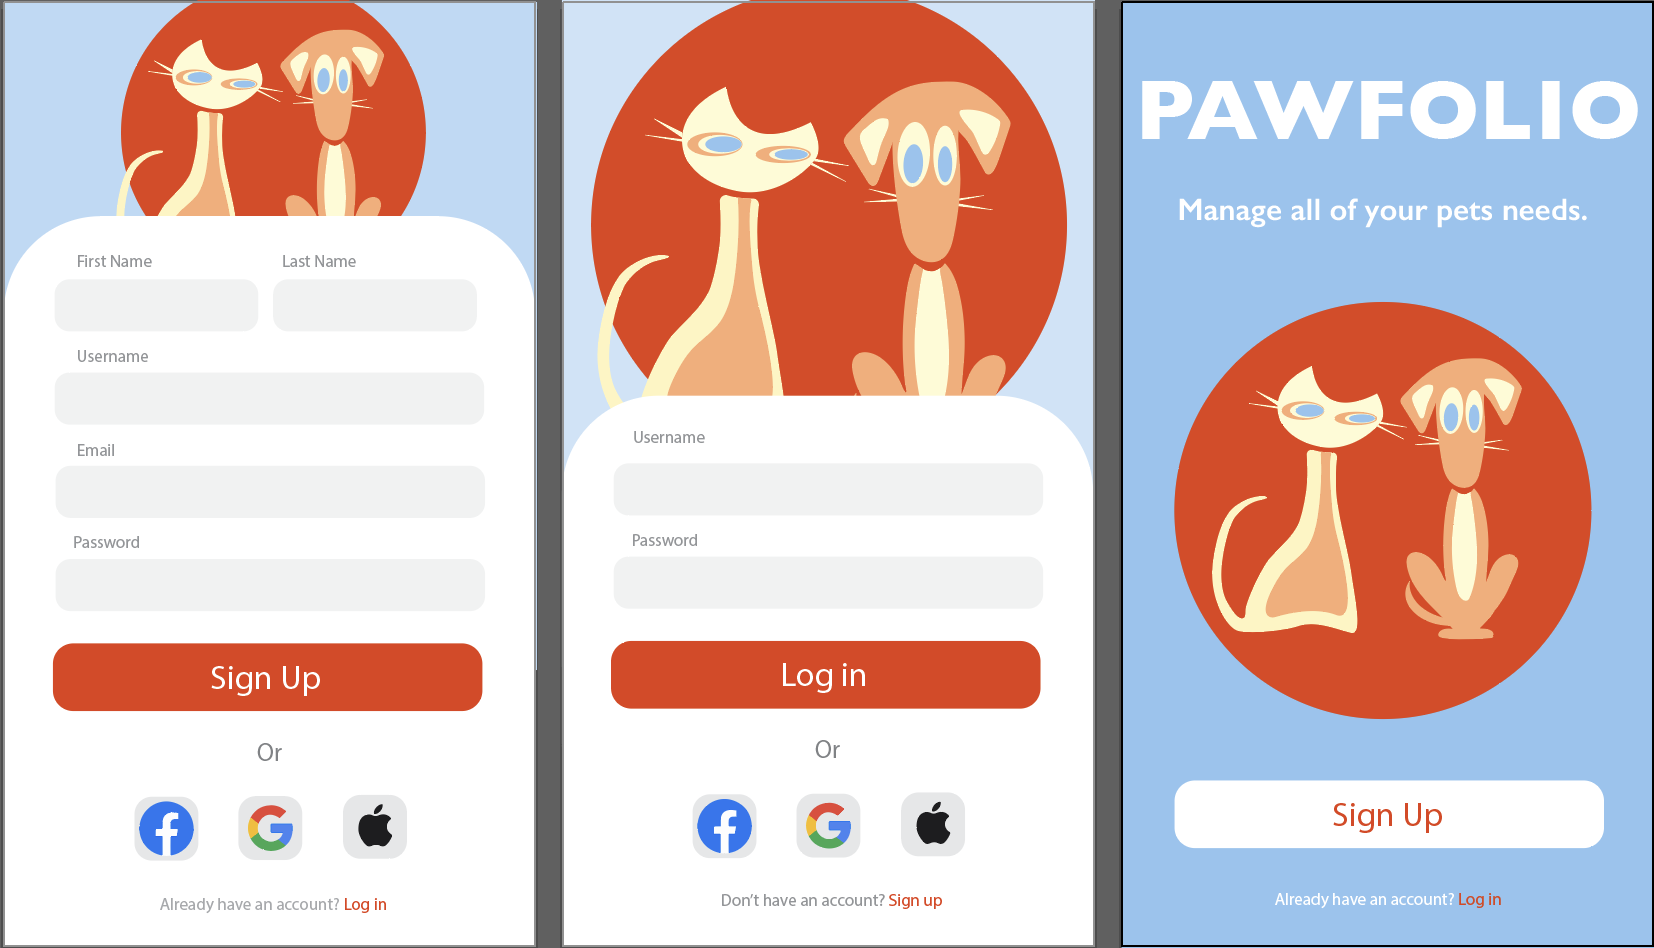 First Name Last Name
Username
Email
Password
Sign Up
Or
Already have an account? Log in
Username
Password
Log in
Or
Don't have an account? Sign up
PAWFOLIO
Manage all of your pets needs.
Sign Up
Already have an account? Log in